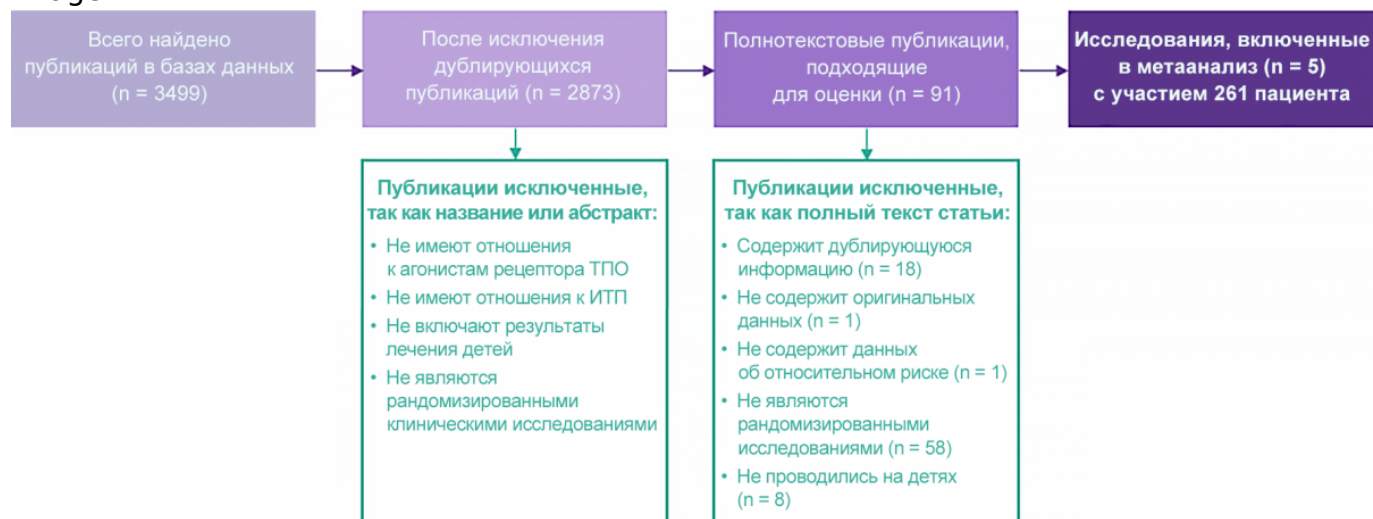 Всего найдено
публикаций в базах данных
(n = 3499)
После исключения
дублирующихся
публикаций (n = 2873)
Полнотекстовые публикации,
подходящие
для оценки (n = 91)
Исследования, включенные
в метаанализ (n = 5)
с участием 261 пациента
Публикации исключенные,
так как название или абстракт:
• Не имеют отношения
к агонистам рецептора ТПО
• Не имеют отношения к ИТП
• Не включают результаты
лечения детей
• Не являются
рандомизированными
клиническими исследованиями
Публикации исключенные,
так как полный текст статьи:
• Содержит дублирующуюся
информацию (n = 18)
• Не содержит оригинальных
данных (n = 1)
• Не содержит данных
об относительном риске (n = 1)
• Не являются
рандомизированными
исследованиями (n = 58)
• Не проводились на детях
(n = 8)